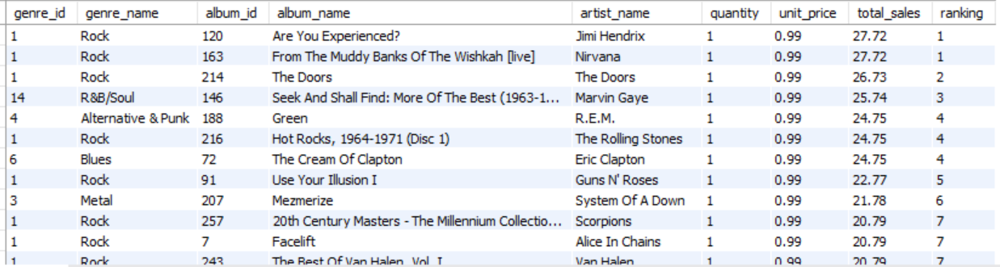 genre_id genre_name album_id album_name artist_name quantity unit_price total_sales ranking
1 Rock 120 Are You Experienced? Jimi Hendrix 1 0.99 27.72 1
1 Rock 163 From The Muddy Banks Of The Wishkah [live] Nirvana 1 0.99 27.72 1
1 Rock 214 The Doors The Doors 1 0.99 26.73 2
14 R&B/Soul 146 Seek And Shall Find: More Of The Best (1963-1... Marvin Gaye 1 0.99 25.74 3
4 Alternative & Punk 188 Green R.E.M. 1 0.99 24.75 4
1 Rock 216 Hot Rocks, 1964-1971 (Disc 1) The Rolling Stones 1 0.99 24.75 4
6 Blues 72 The Cream Of Clapton Eric Clapton 1 0.99 24.75 4
1 Rock 91 Use Your Illusion I Guns N' Roses 1 0.99 22.77 5
3 Metal 207 Mezmerize System Of A Down 1 0.99 21.78 6
1 Rock 257 20th Century Masters - The Millennium Collectio... Scorpions 1 0.99 20.79 7
1 Rock 7 Facelift Alice In Chains 1 0.99 20.79 7
1 Rock 243 The Best Of Van Halen, Vol. I Van Halen 1 0.99 20.79 7